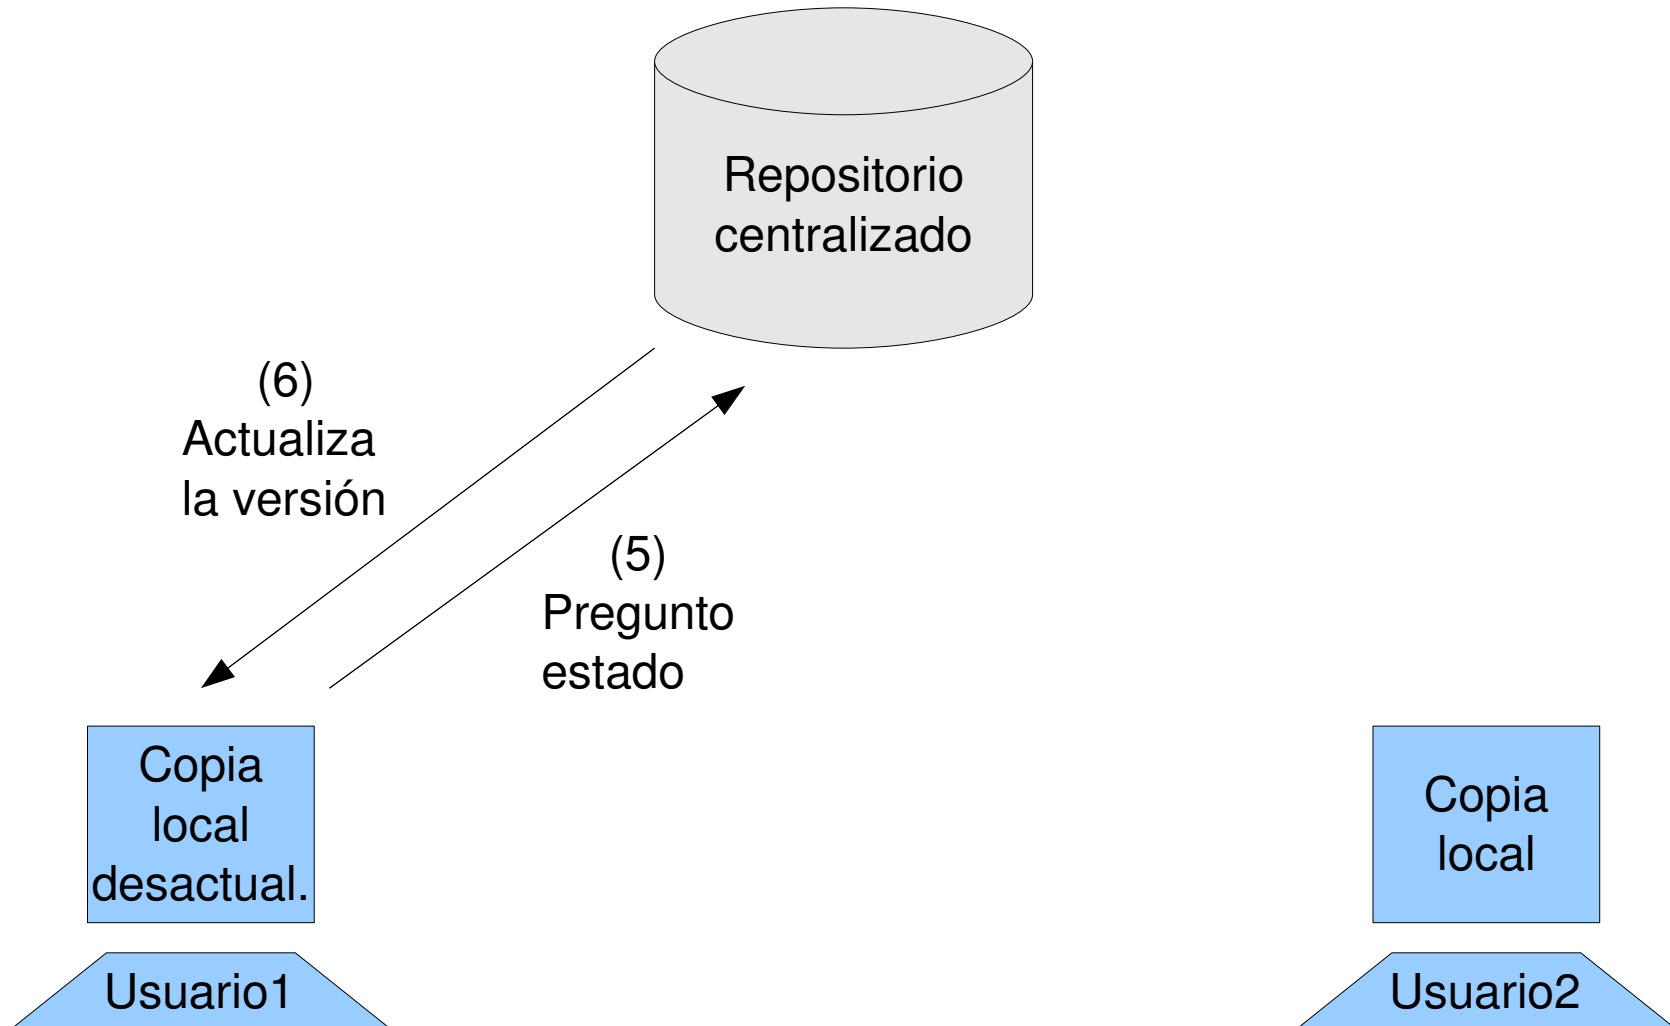 Repositorio
centralizado
(6)
Actualiza
la versión
(5)
Pregunto
estado
Copia
local
desactual.
Copia
local
Usuario1
Usuario2